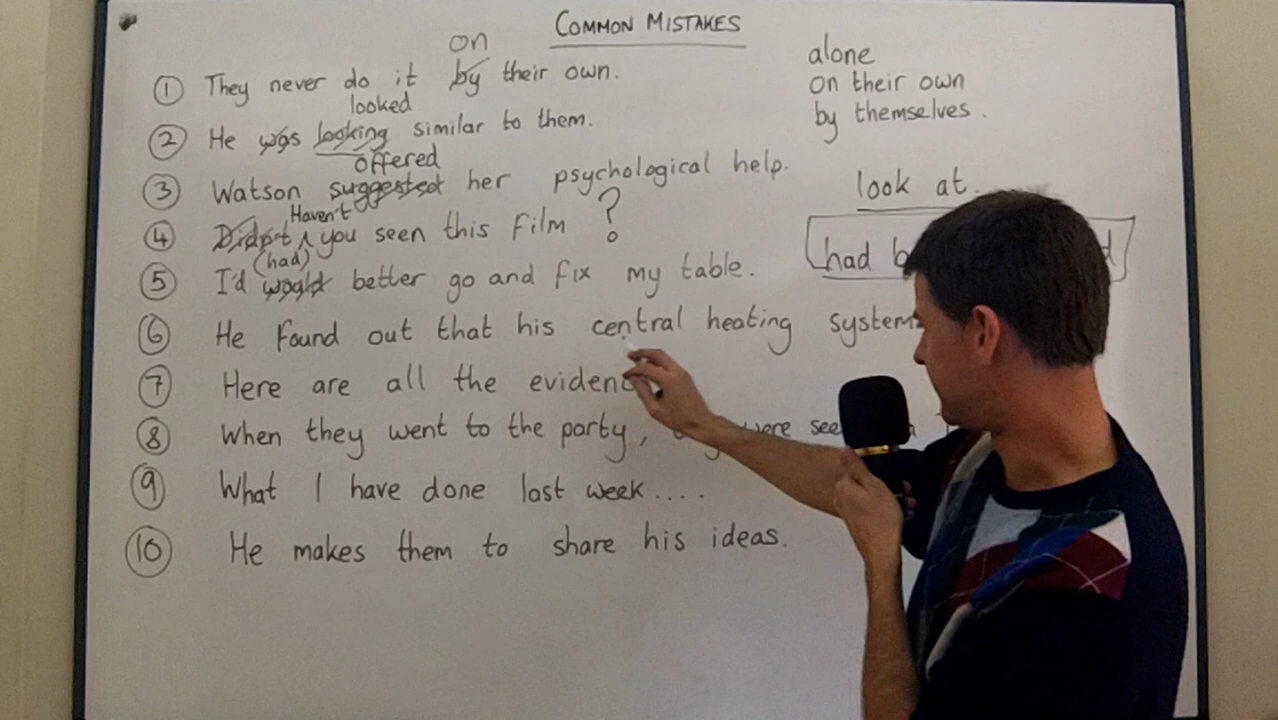 COMMON MISTAKES
on
① They never do it by their own.
looked
② He was looking similar to them.
offered
③ Watson suggested her psychological help.
Haven't
④ Didn't you seen this film ?
(had)
⑤ I'd would better go and fix my table.
⑥ He found out that his central heating system
⑦ Here are all the
⑧ When they went to the party, were
⑨ What I have done last week....
⑩ He makes them to share his ideas.
alone
on their own
by themselves.
look at.
had